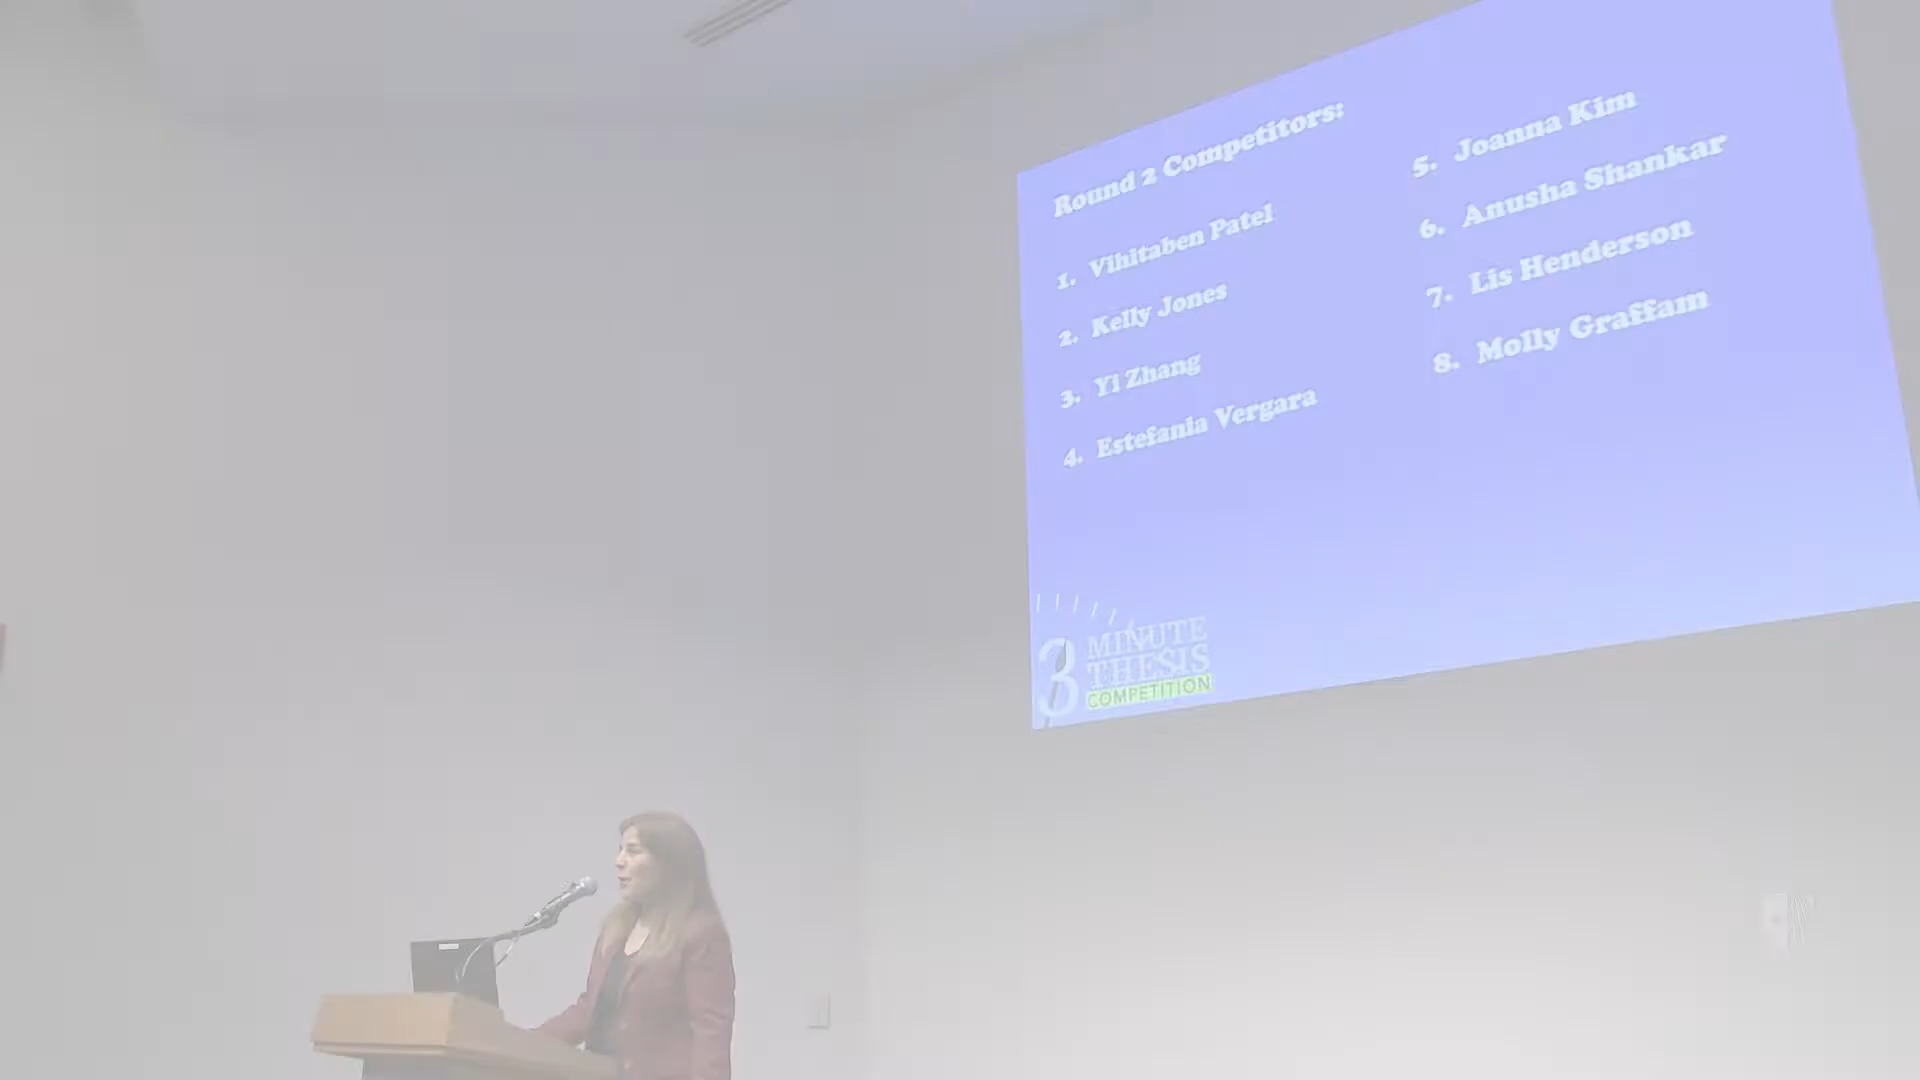 Round 2 Competitors:
1. Vihitaben Patel
2. Kelly Jones
3. Yi Zhang
4. Estefania Vergara
5. Joanna Kim
6. Anusha Shankar
7. Lis Henderson
8. Molly Graffam
3 MINUTE
THESIS
COMPETITION